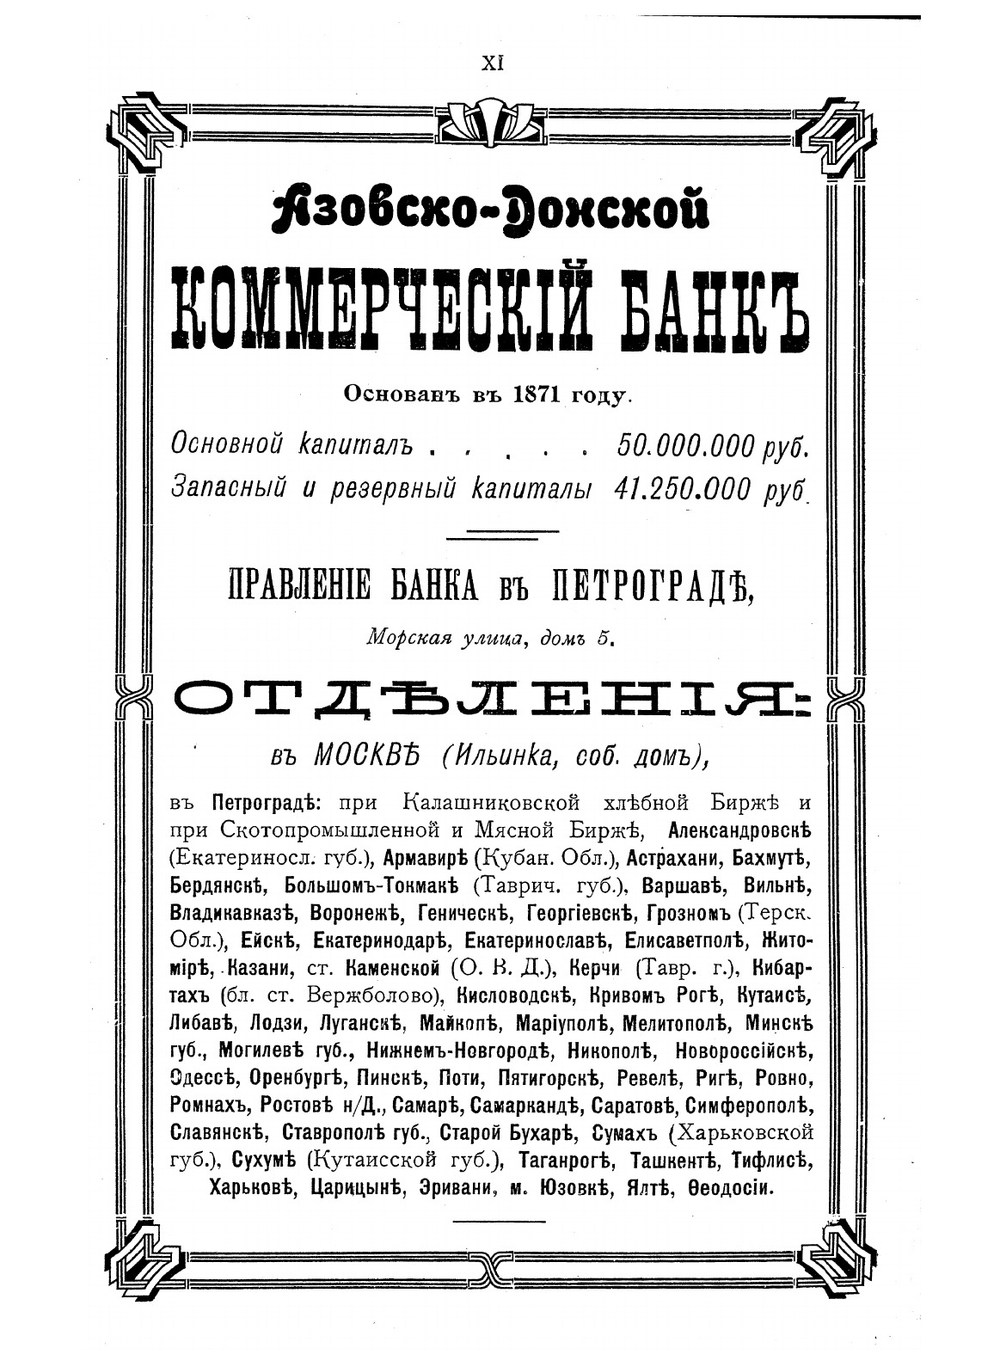 XI
Азовско-Донской
КОММЕРЧЕСКІЙ БАНКЪ
Основанъ въ 1871 году.
Основной капиталъ . . . . . 50.000.000 руб.
Запасный и резервный капиталы 41.250.000 руб.
ПРАВЛЕНІЕ БАНКА въ ПЕТРОГРАДѢ,
Морская улица, домъ 5.
ОТДѢЛЕНІЯ:
въ МОСКВѢ (Ильинка, соб. домъ),
въ Петроградѣ: при Калашниковской хлѣбной Биржѣ и
при Скотопромышленной и Мясной Биржѣ, Александровскѣ
(Екатериносл. губ.), Армавирѣ (Кубан. Обл.), Астрахани, Бахмутѣ,
Бердянскѣ, Большомъ-Токмакѣ (Таврич. губ.), Варшавѣ, Вильнѣ,
Владикавказѣ, Воронежѣ, Геническѣ, Георгіевскѣ, Грозномъ (Терск.
Обл.), Ейскѣ, Екатеринодарѣ, Екатеринославѣ, Елисаветполѣ, Жито-
мірѣ, Казани, ст. Каменской (О. В. Д.), Керчи (Тавр. г.), Кибар-
тахъ (бл. ст. Вержболово), Кисловодскѣ, Кривомъ Рогѣ, Кутаисѣ,
Либавѣ, Лодзи, Луганскѣ, Майкопѣ, Маріуполѣ, Мелитополѣ, Минскѣ
губ., Могилевѣ губ., Нижнемъ-Новгородѣ, Никополѣ, Новороссійскѣ,
Одессѣ, Оренбургѣ, Пинскѣ, Поти, Пятигорскѣ, Ревелѣ, Ригѣ, Ровно,
Ромнахъ, Ростовѣ н/Д., Самарѣ, Самаркандѣ, Саратовѣ, Симферополѣ,
Славянскѣ, Ставрополѣ губ., Старой Бухарѣ, Сумахъ (Харьковской
губ.), Сухумѣ (Кутаисской губ.), Таганрогѣ, Ташкентѣ, Тифлисѣ,
Харьковѣ, Царицынѣ, Эривани, м. Юзовкѣ, Ялтѣ, Ѳеодосіи.